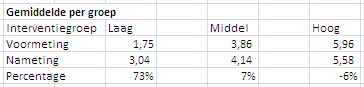 Gemiddelde per groep
Interventiegroep Laag Middel Hoog
Voormeting 1,75 3,86 5,96
Nameting 3,04 4,14 5,58
Percentage 73% 7% -6%